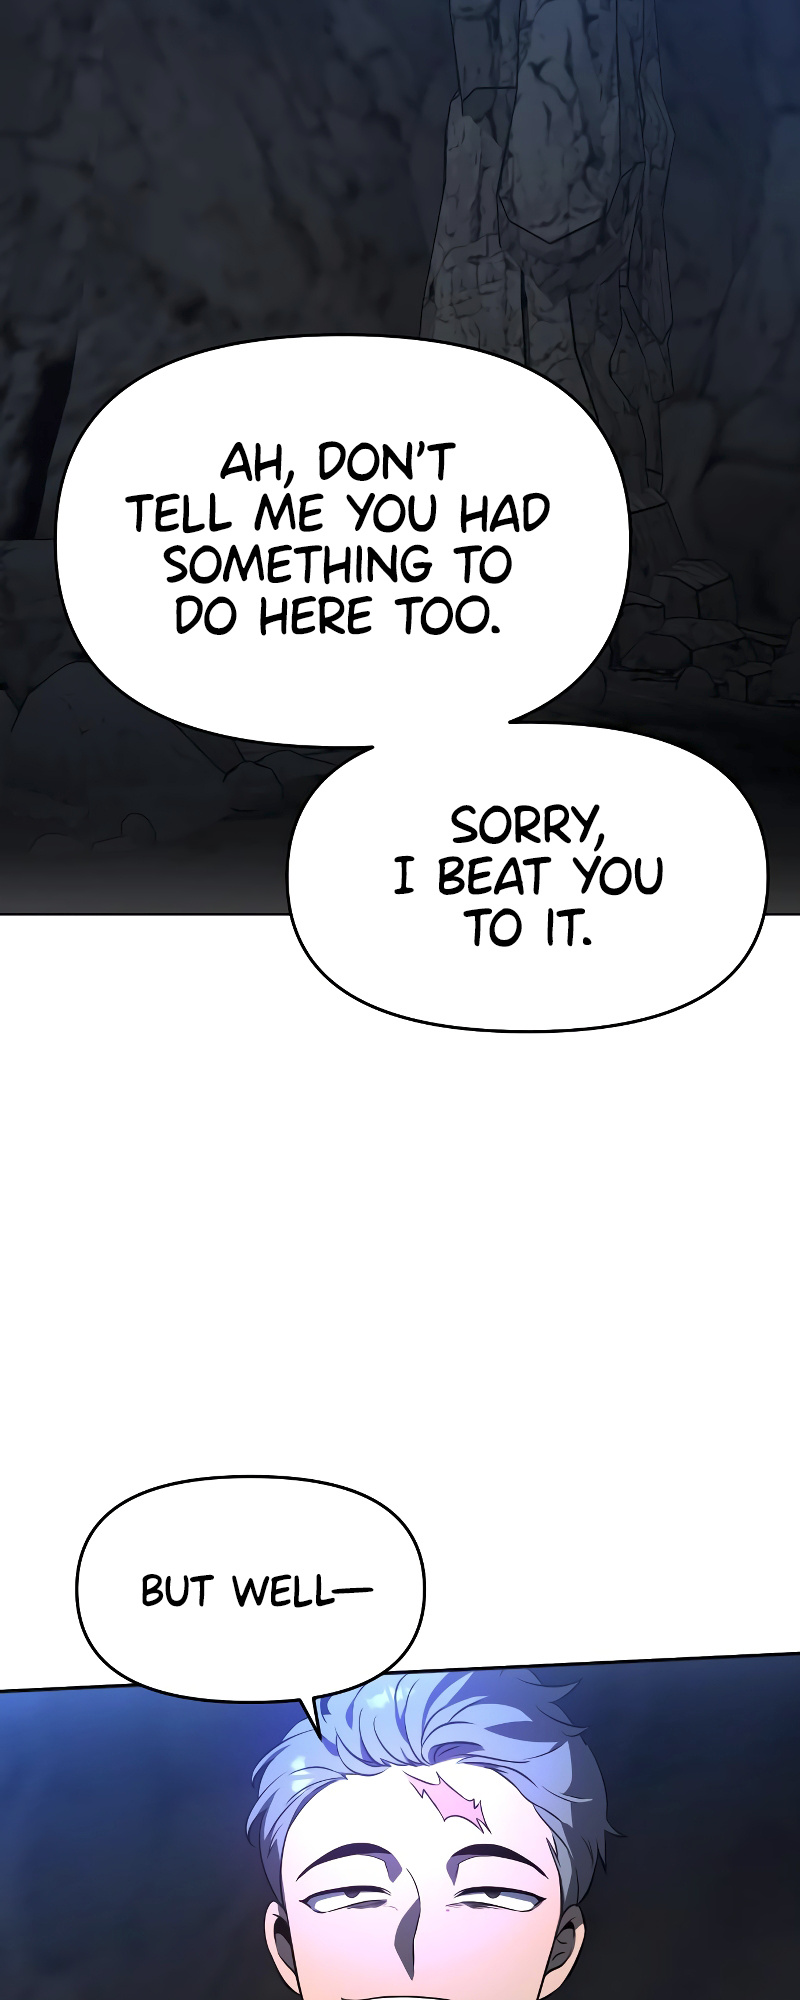 AH, DON'T
TELL ME YOU HAD
SOMETHING TO
DO HERE TOO.
SORRY,
I BEAT YOU
TO IT.
BUT WELL—